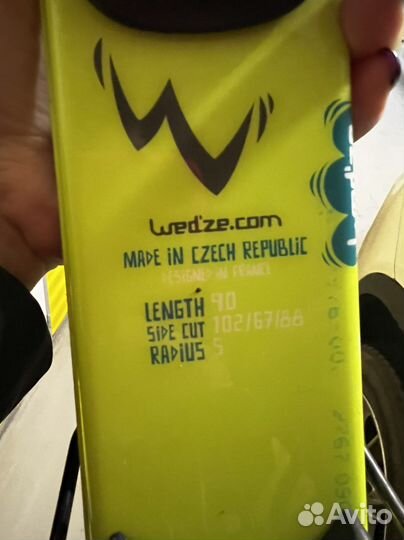 wed'ze.com
MADE IN CZECH REPUBLIC
DESIGNED IN FRANCE
LENGTH 90
SIDE CUT 102/67/88
RADIUS 5
Avito